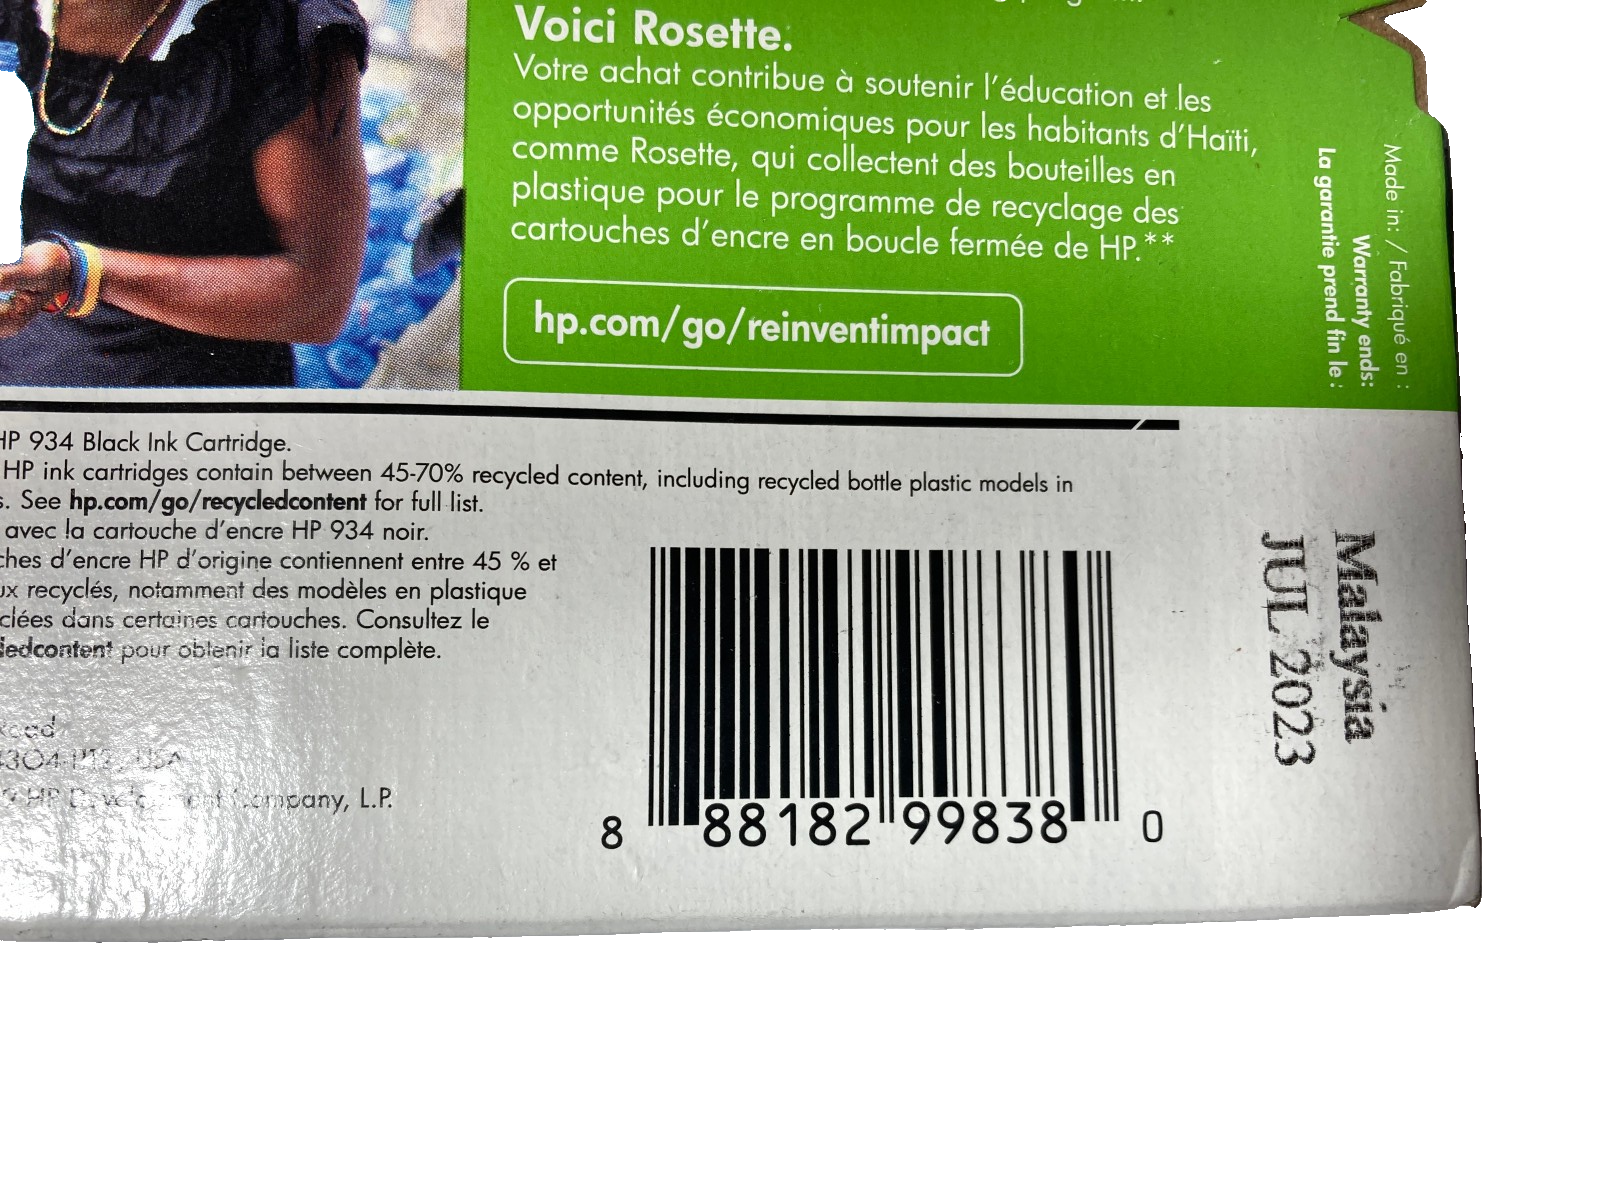 Voici Rosette.
Votre achat contribue à soutenir l'éducation et les
opportunités économiques pour les habitants d'Haïti,
comme Rosette, qui collectent des bouteilles en
plastique pour le programme de recyclage des
cartouches d'encre en boucle fermée de HP.**
hp.com/go/reinventimpact
Made in: / Fabriqué en :
Warranty ends:
La garantie prend fin le :
Malaysia
JUL 2023
HP 934 Black Ink Cartridge.
HP ink cartridges contain between 45-70% recycled content, including recycled bottle plastic models in
See hp.com/go/recycledcontent for full list.
avec la cartouche d'encre HP 934 noir.
d'encre HP d'origine contiennent entre 45 % et
recyclés, notamment des modèles en plastique
dans certaines cartouches. Consultez le
pour obtenir la liste complète.
USA
HP Development Company, L.P.
8 88182 99838 0